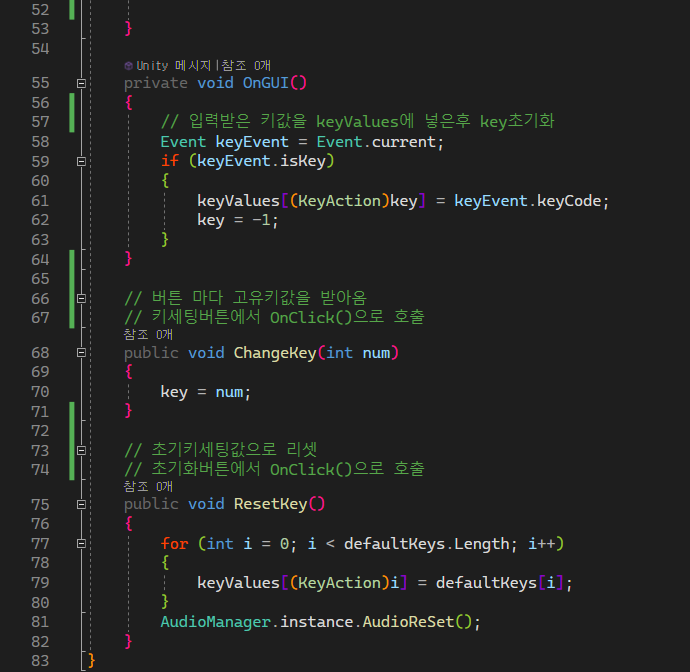 52
53 }
54
Unity 메시지|참조 0개
55 private void OnGUI()
56 {
57 // 입력받은 키값을 keyValues에 넣은후 key초기화
58 Event keyEvent = Event.current;
59 if (keyEvent.isKey)
60 {
61 keyValues[(KeyAction)key] = keyEvent.keyCode;
62 key = -1;
63 }
64 }
65
66 // 버튼 마다 고유키값을 받아옴
67 // 키세팅버튼에서 OnClick()으로 호출
참조 0개
68 public void ChangeKey(int num)
69 {
70 key = num;
71 }
72
73 // 초기키세팅값으로 리셋
74 // 초기화버튼에서 OnClick()으로 호출
참조 0개
75 public void ResetKey()
76 {
77 for (int i = 0; i < defaultKeys.Length; i++)
78 {
79 keyValues[(KeyAction)i] = defaultKeys[i];
80 }
81 AudioManager.instance.AudioReSet();
82 }
83 }